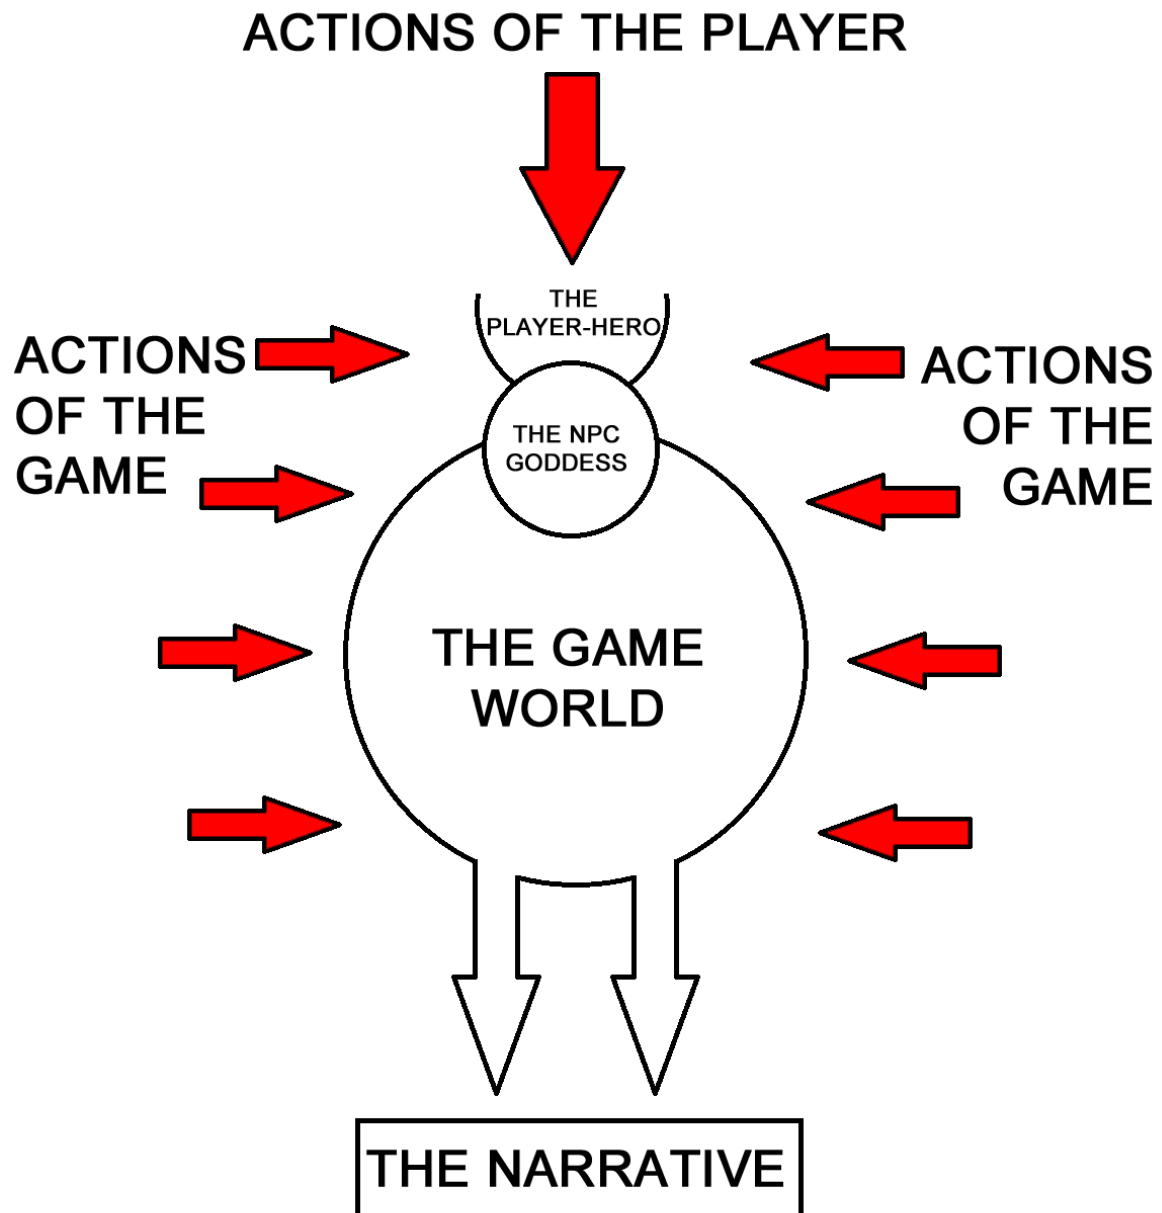 ACTIONS OF THE PLAYER
THE
PLAYER-HERO
ACTIONS
OF THE
GAME
ACTIONS
OF THE
GAME
THE NPC
GODDESS
THE GAME
WORLD
THE NARRATIVE